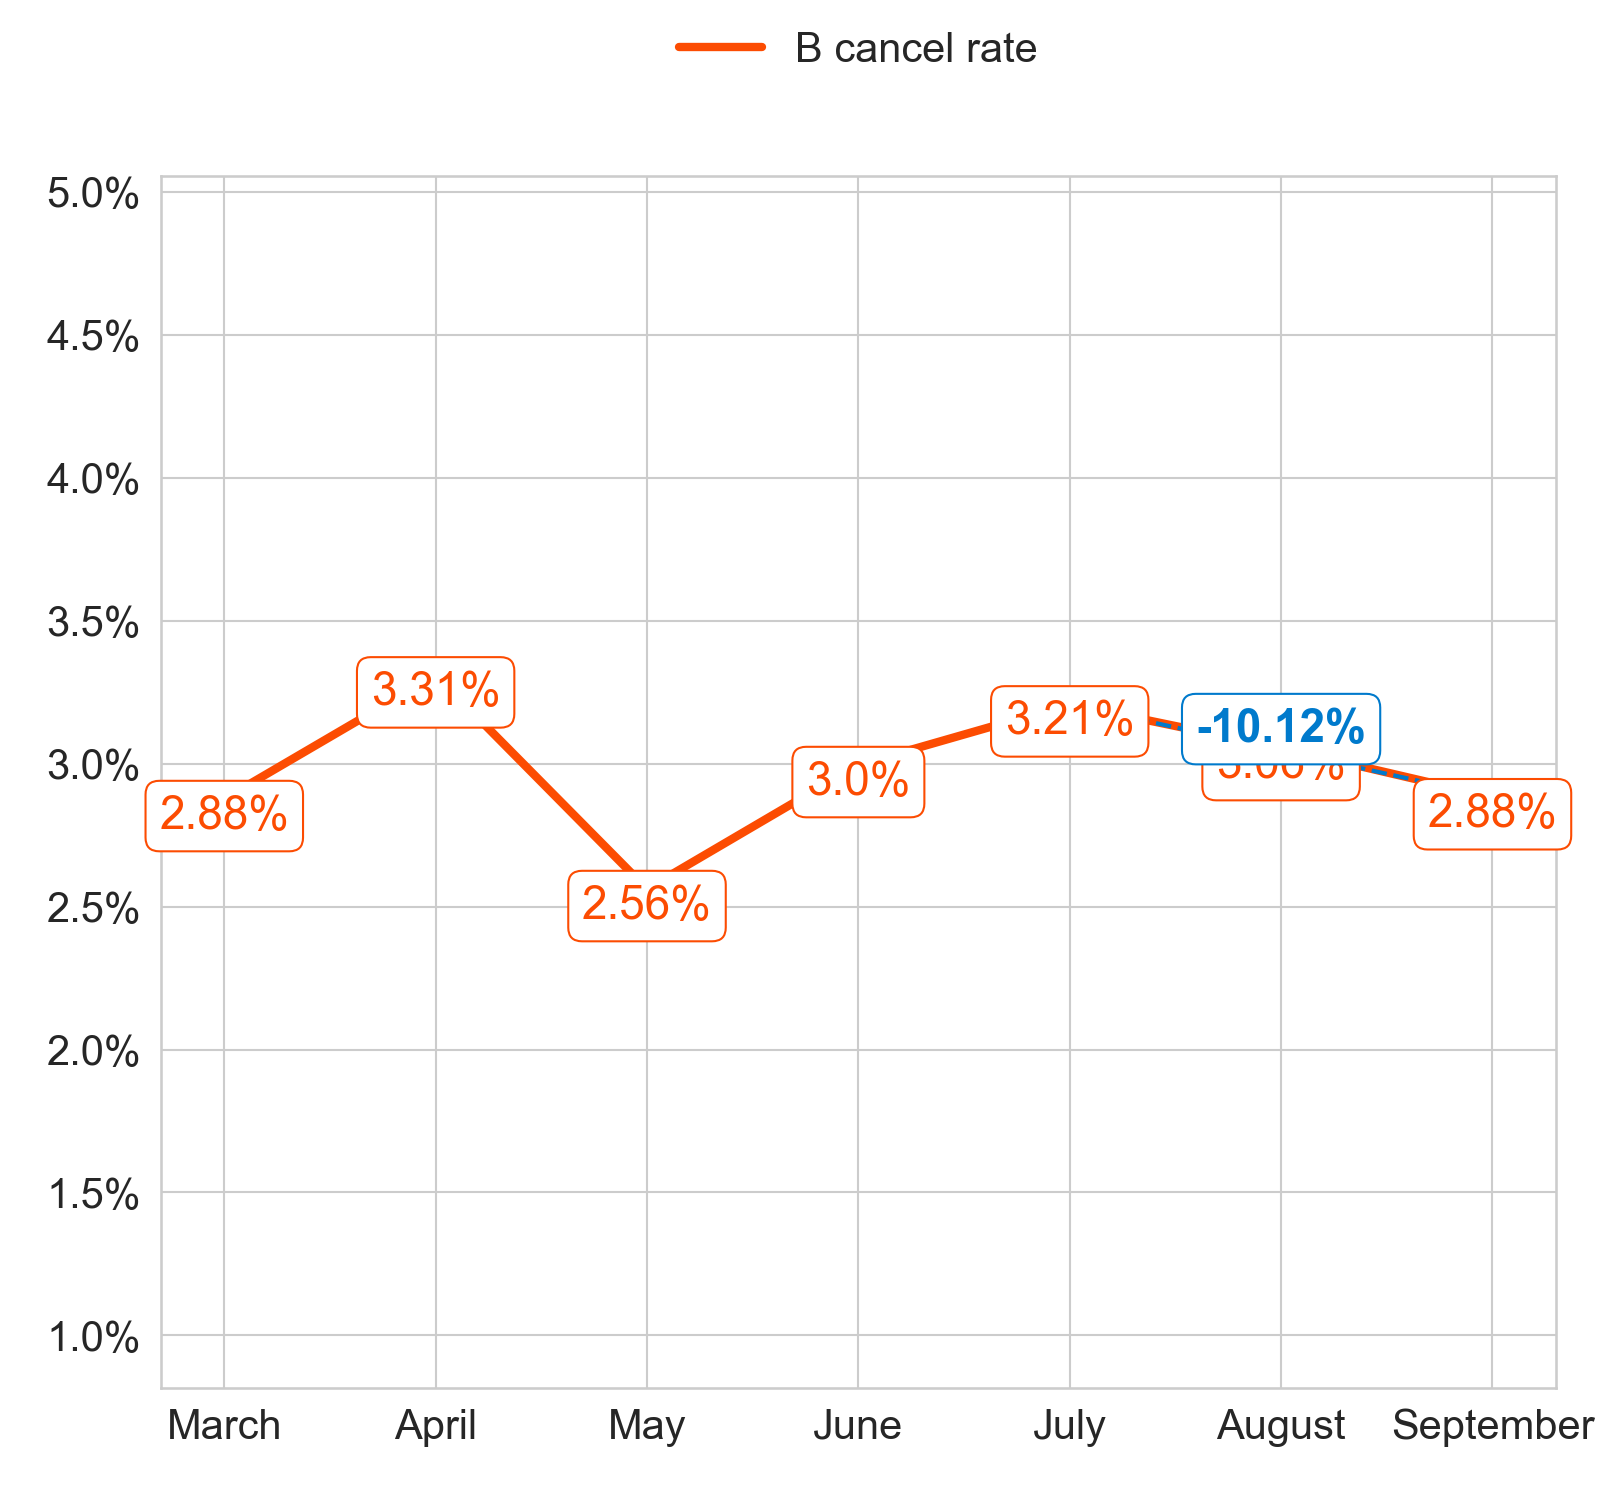 B cancel rate
5.0%
4.5%
4.0%
3.5%
3.0%
2.5%
2.0%
1.5%
1.0%
2.88%
3.31%
2.56%
3.0%
3.21%
-10.12%
2.88%
March
April
May
June
July
August
September